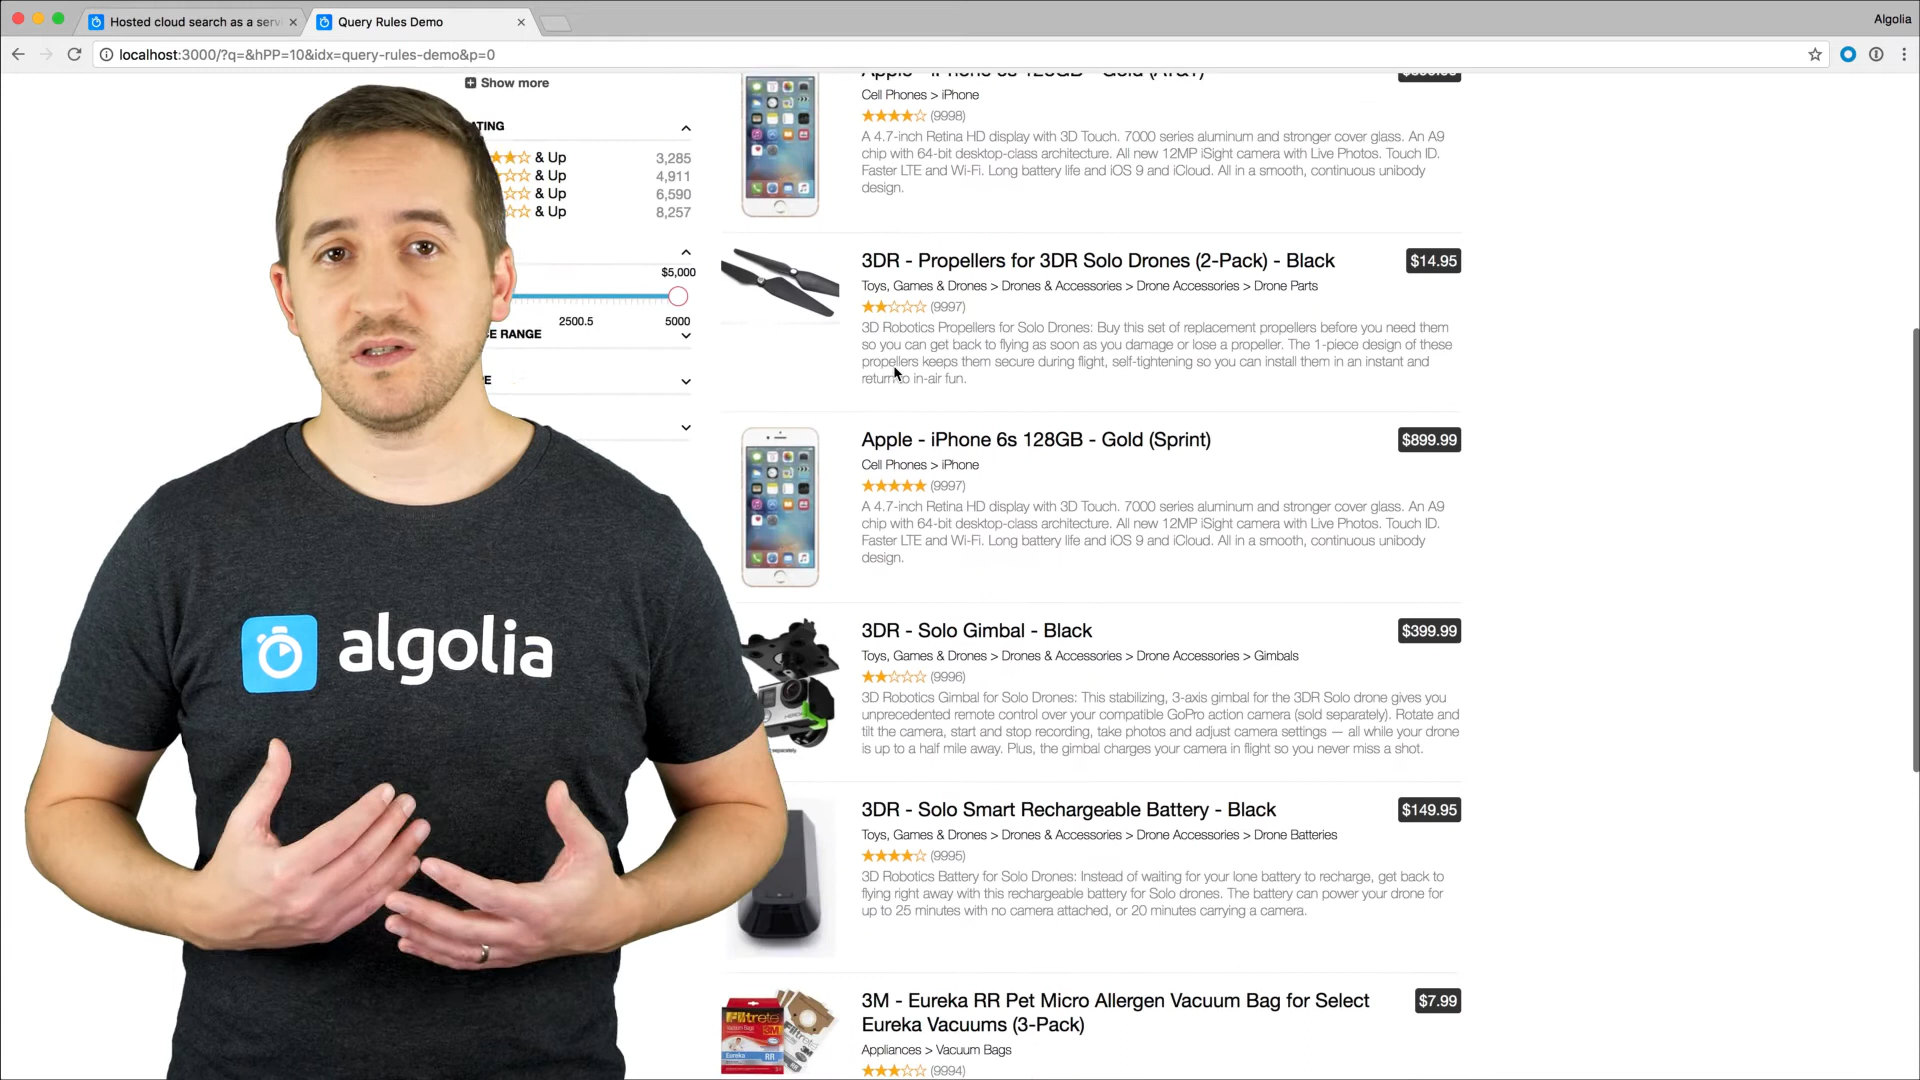 Hosted cloud search as a serv
Query Rules Demo
Algolia
localhost:3000/?q=&hPP=10&idx=query-rules-demo&p=0
Show more
ATING
& Up 3,285
& Up 4,911
& Up 6,590
& Up 8,257
$5,000
2500.5 5000
CE RANGE
E
algolia
Apple - iPhone 6s 128GB - Gold (AT&T)
Cell Phones > iPhone
(9998)
A 4.7-inch Retina HD display with 3D Touch. 7000 series aluminum and stronger cover glass. An A9
chip with 64-bit desktop-class architecture. All new 12MP iSight camera with Live Photos. Touch ID.
Faster LTE and Wi-Fi. Long battery life and iOS 9 and iCloud. All in a smooth, continuous unibody
design.
3DR - Propellers for 3DR Solo Drones (2-Pack) - Black $14.95
Toys, Games & Drones > Drones & Accessories > Drone Accessories > Drone Parts
(9997)
3D Robotics Propellers for Solo Drones: Buy this set of replacement propellers before you need them
so you can get back to flying as soon as you damage or lose a propeller. The 1-piece design of these
propellers keeps them secure during flight, self-tightening so you can install them in an instant and
return to in-air fun.
Apple - iPhone 6s 128GB - Gold (Sprint) $899.99
Cell Phones > iPhone
(9997)
A 4.7-inch Retina HD display with 3D Touch. 7000 series aluminum and stronger cover glass. An A9
chip with 64-bit desktop-class architecture. All new 12MP iSight camera with Live Photos. Touch ID.
Faster LTE and Wi-Fi. Long battery life and iOS 9 and iCloud. All in a smooth, continuous unibody
design.
3DR - Solo Gimbal - Black $399.99
Toys, Games & Drones > Drones & Accessories > Drone Accessories > Gimbals
(9996)
3D Robotics Gimbal for Solo Drones: This stabilizing, 3-axis gimbal for the 3DR Solo drone gives you
unprecedented remote control over your compatible GoPro action camera (sold separately). Rotate and
tilt the camera, start and stop recording, take photos and adjust camera settings — all while your drone
is up to a half mile away. Plus, the gimbal charges your camera in flight so you never miss a shot.
3DR - Solo Smart Rechargeable Battery - Black $149.95
Toys, Games & Drones > Drones & Accessories > Drone Accessories > Drone Batteries
(9995)
3D Robotics Battery for Solo Drones: Instead of waiting for your lone battery to recharge, get back to
flying right away with this rechargeable battery for Solo drones. The battery can power your drone for
up to 25 minutes with no camera attached, or 20 minutes carrying a camera.
3M - Eureka RR Pet Micro Allergen Vacuum Bag for Select $7.99
Eureka Vacuums (3-Pack)
Appliances > Vacuum Bags
(9994)
Filtrete
3M
Eureka
RR